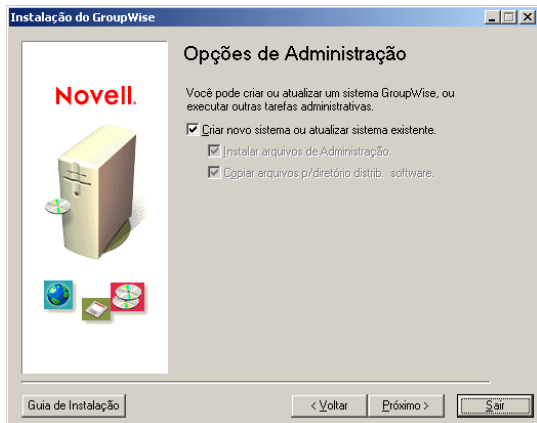 Instalação do GroupWise
Opções de Administração
Novell.
Você pode criar ou atualizar um sistema GroupWise, ou
executar outras tarefas administrativas.
Criar novo sistema ou atualizar sistema existente.
Instalar arquivos de Administração.
Copiar arquivos p/diretório distrib. software.
Guia de Instalação
< Voltar
Próximo >
Sair